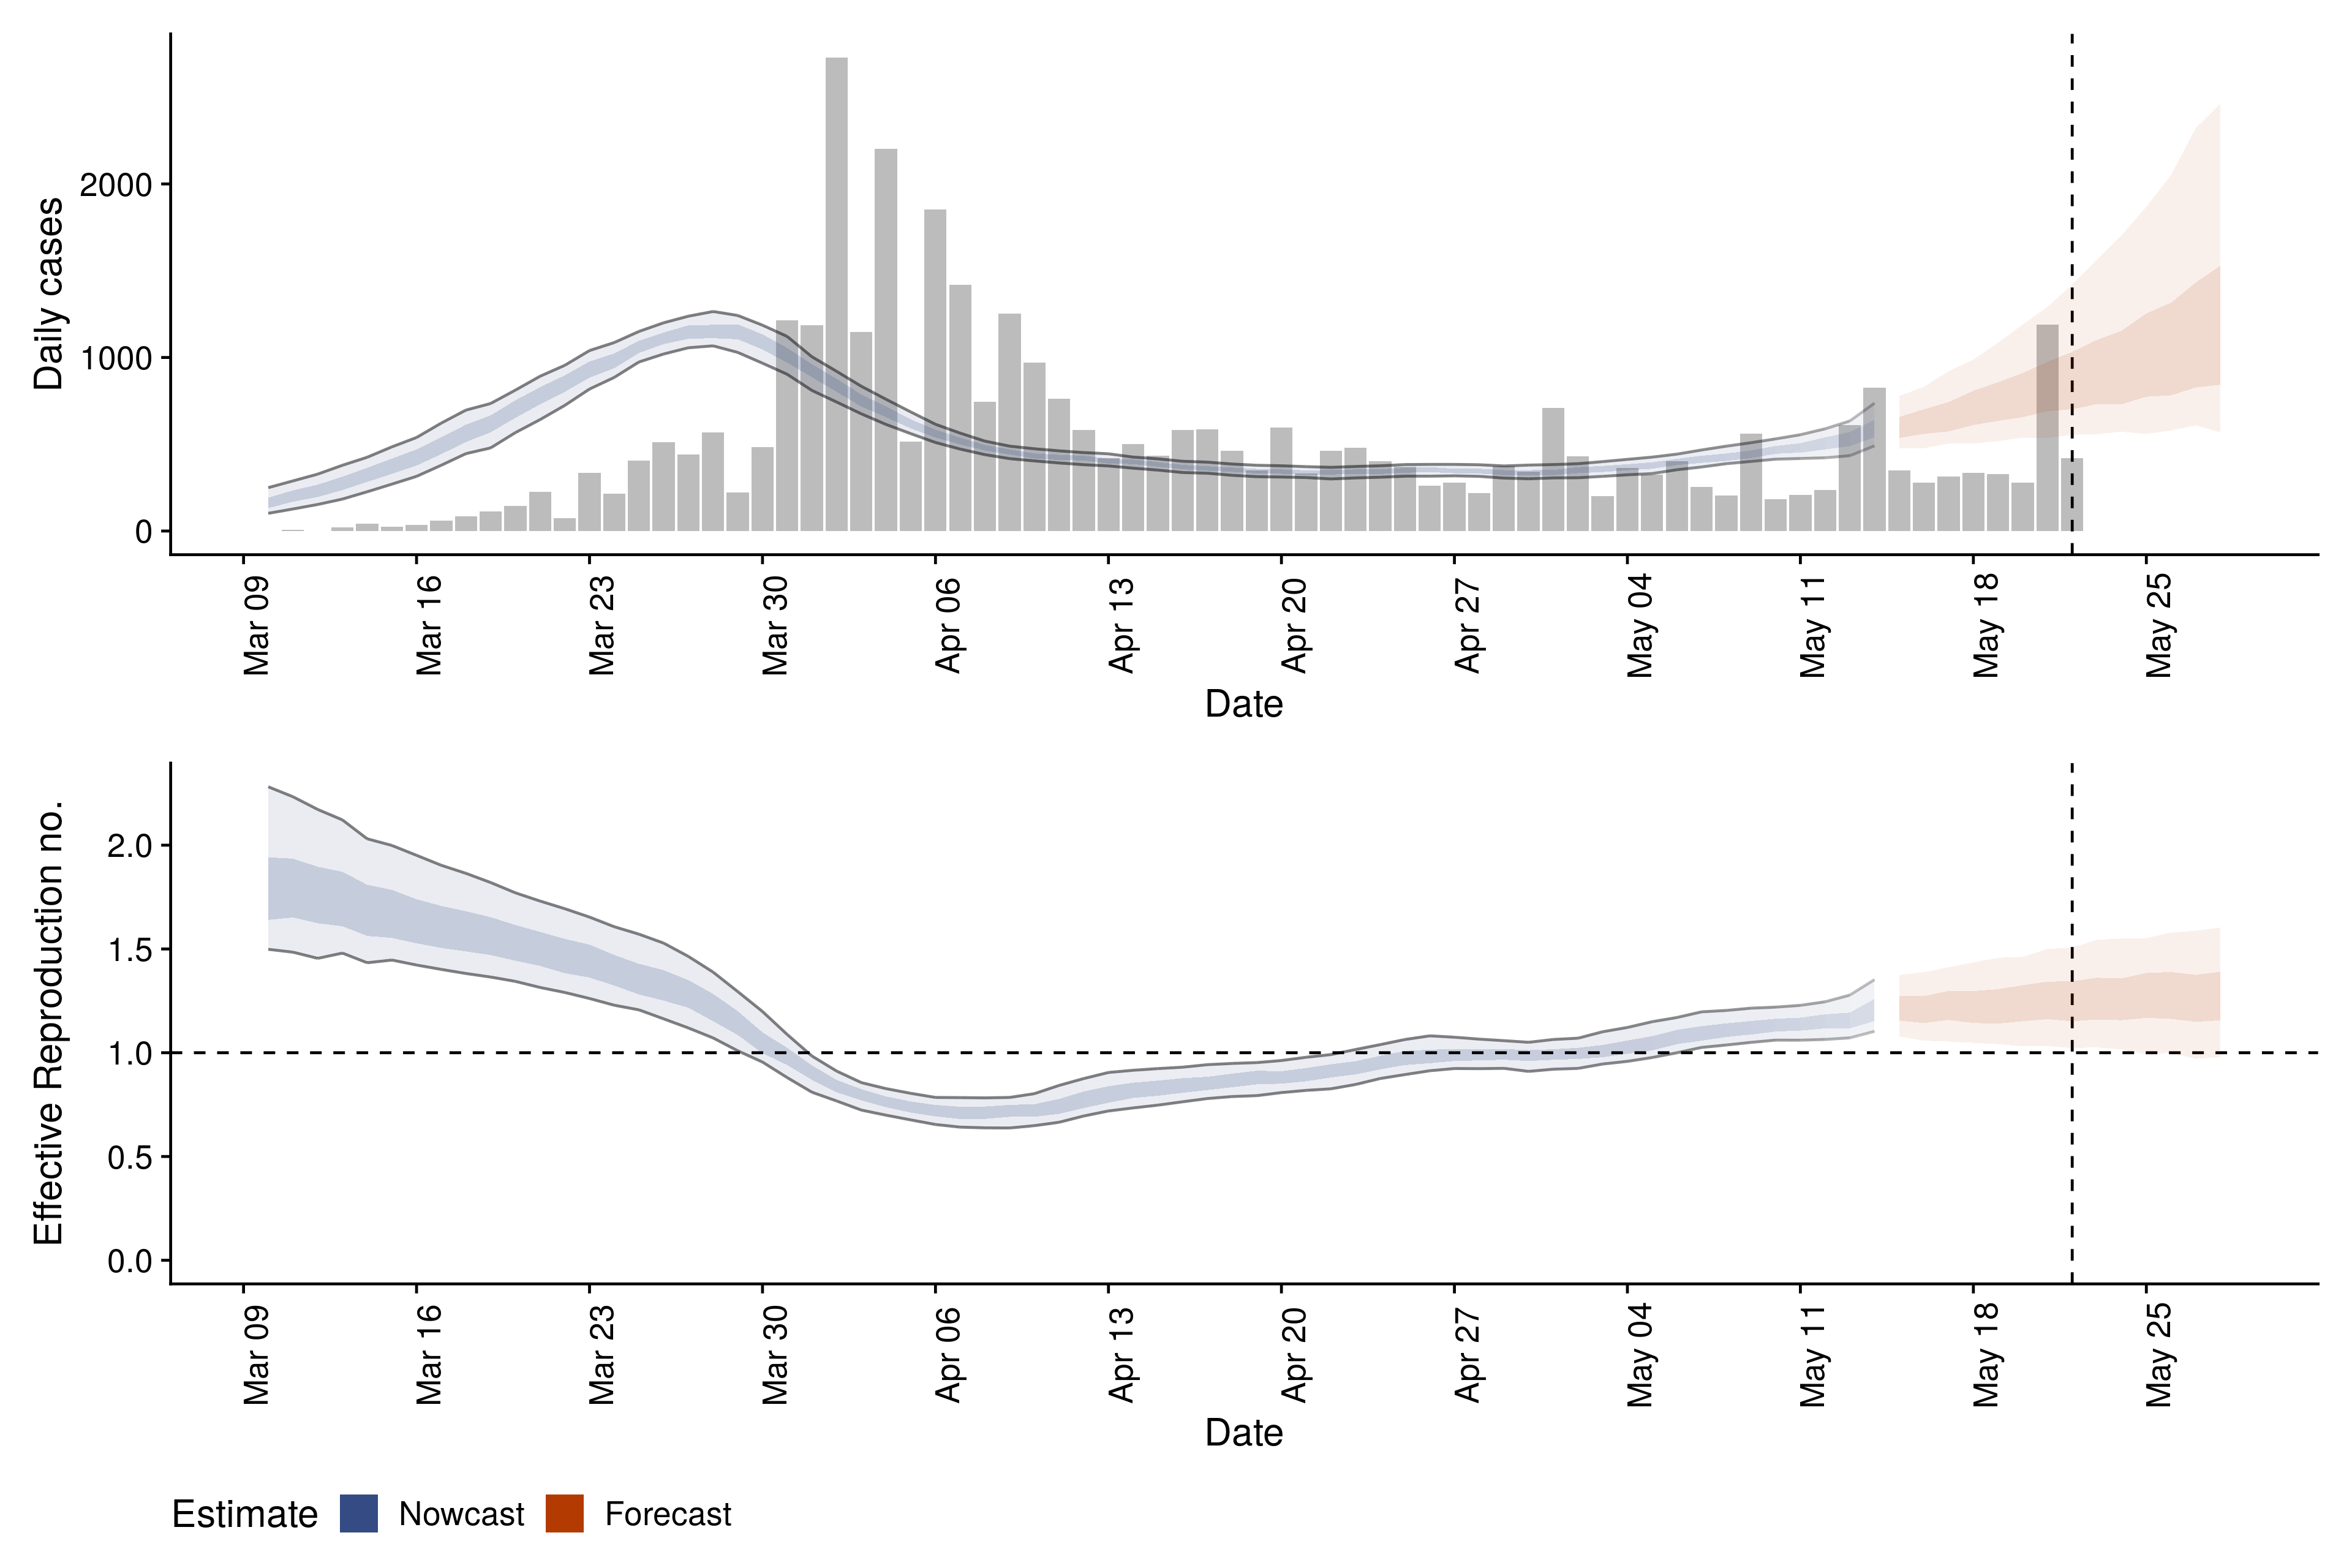 Daily cases
2000
1000
0
Mar 09
Mar 16
Mar 23
Mar 30
Apr 06
Apr 13
Apr 20
Apr 27
May 04
May 11
May 18
May 25
Date
Effective Reproduction no.
2.0
1.5
1.0
0.5
0.0
Mar 09
Mar 16
Mar 23
Mar 30
Apr 06
Apr 13
Apr 20
Apr 27
May 04
May 11
May 18
May 25
Date
Estimate Nowcast Forecast